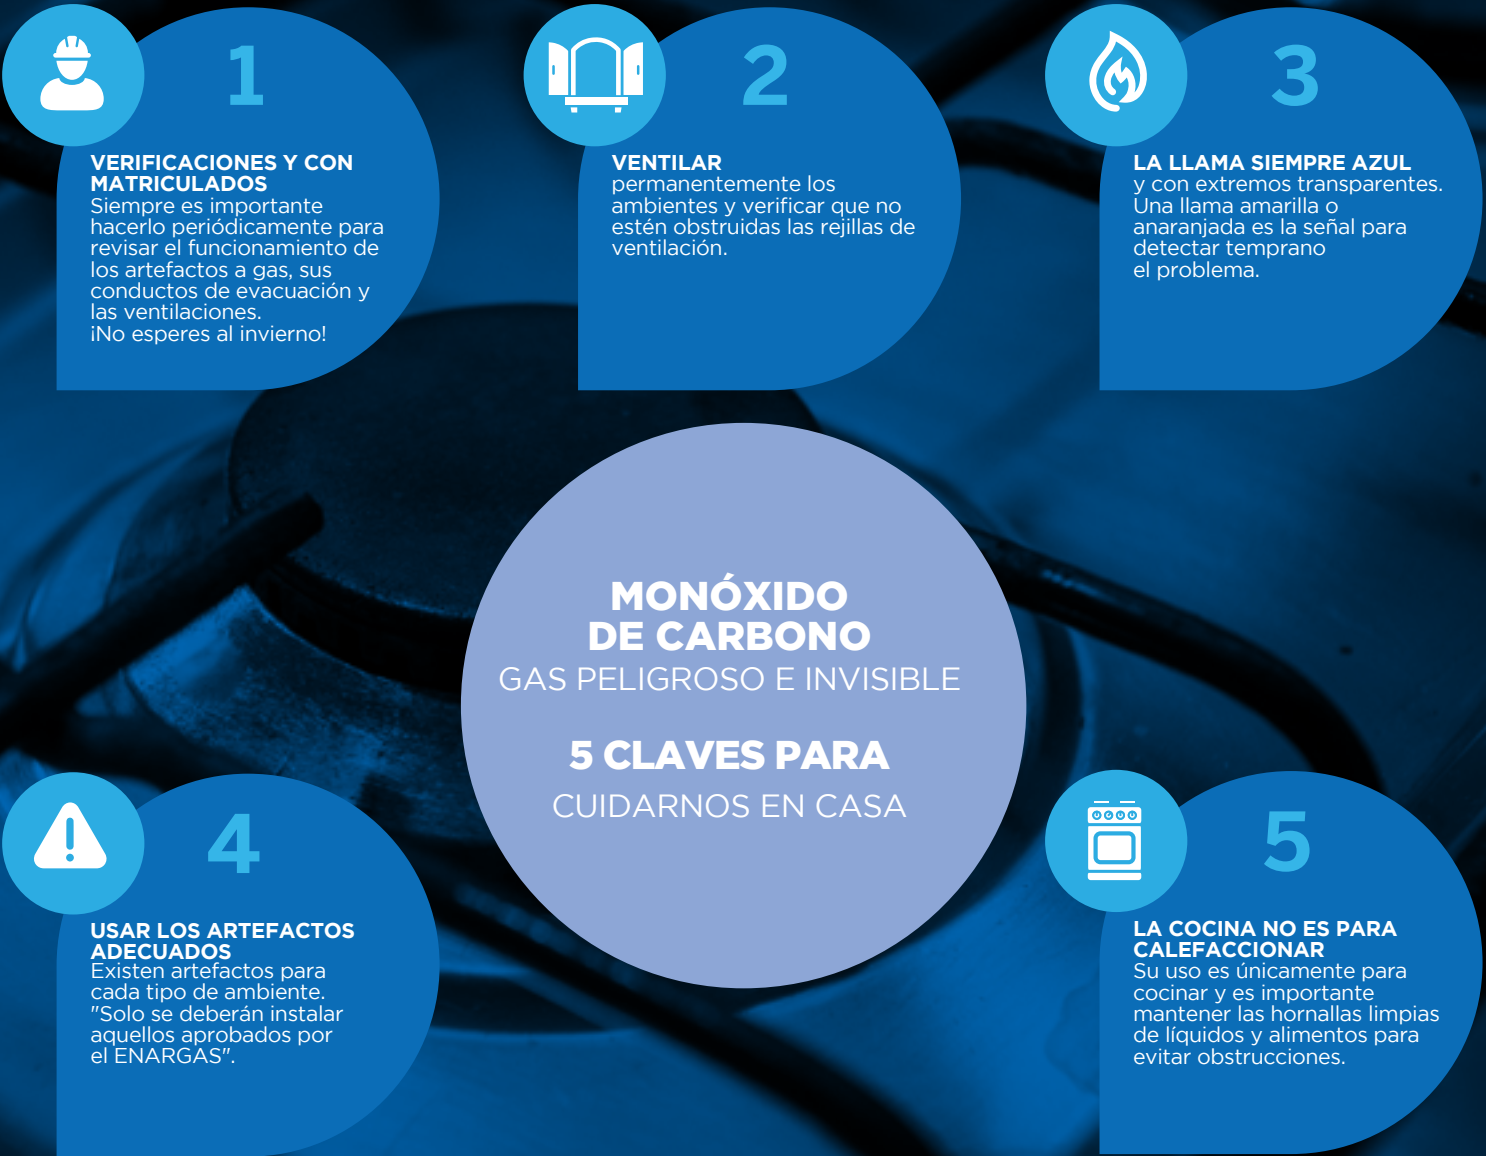 1
VERIFICACIONES Y CON
MATRICULADOS
Siempre es importante
hacerlo periódicamente para
revisar el funcionamiento de
los artefactos a gas, sus
conductos de evacuación y
las ventilaciones.
¡No esperes al invierno!
2
VENTILAR
permanentemente los
ambientes y verificar que no
estén obstruidas las rejillas de
ventilación.
3
LA LLAMA SIEMPRE AZUL
y con extremos transparentes.
Una llama amarilla o
anaranjada es la señal para
detectar temprano
el problema.
MONÓXIDO
DE CARBONO
GAS PELIGROSO E INVISIBLE
5 CLAVES PARA
CUIDARNOS EN CASA
4
USAR LOS ARTEFACTOS
ADECUADOS
Existen artefactos para
cada tipo de ambiente.
"Solo se deberán instalar
aquellos aprobados por
el ENARGAS".
5
LA COCINA NO ES PARA
CALEFACCIONAR
Su uso es únicamente para
cocinar y es importante
mantener las hornallas limpias
de líquidos y alimentos para
evitar obstrucciones.